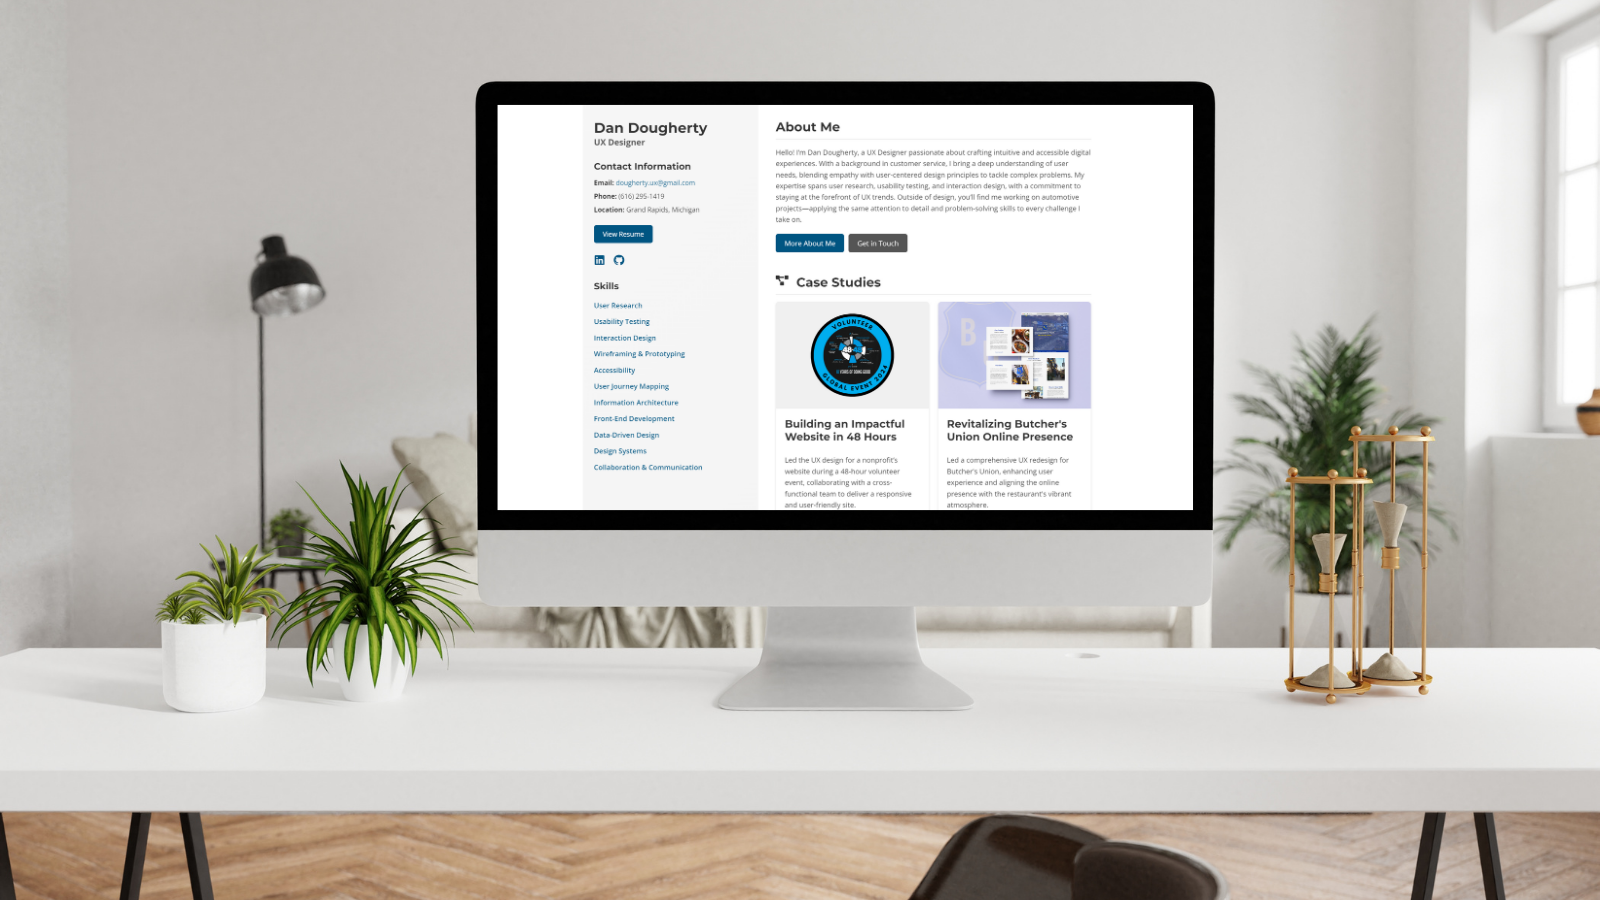 Dan Dougherty
UX Designer
Contact Information
Email: dougherty.ux@gmail.com
Phone: (616) 295-1419
Location: Grand Rapids, Michigan
View Resume
in
Skills
User Research
Usability Testing
Interaction Design
Wireframing & Prototyping
Accessibility
User Journey Mapping
Information Architecture
Front-End Development
Data-Driven Design
Design Systems
Collaboration & Communication
About Me
Hello! I'm Dan Dougherty, a UX Designer passionate about crafting intuitive and accessible digital
experiences. With a background in customer service, I bring a deep understanding of user
needs, blending empathy with user-centered design principles to tackle complex problems. My
expertise spans user research, usability testing, and interaction design, with a commitment to
staying at the forefront of UX trends. Outside of design, you'll find me working on automotive
projects—applying the same attention to detail and problem-solving skills to every challenge I
take on.
More About Me
Get in Touch
Case Studies
VOLUNTEER
48
GLOBAL EVENT 2024
Building an Impactful
Website in 48 Hours
Led the UX design for a nonprofit's
website during a 48-hour volunteer
event, collaborating with a cross-
functional team to deliver a responsive
and user-friendly site.
B
Revitalizing Butcher's
Union Online Presence
Led a comprehensive UX redesign for
Butcher's Union, enhancing user
experience and aligning the online
presence with the restaurant's vibrant
atmosphere.